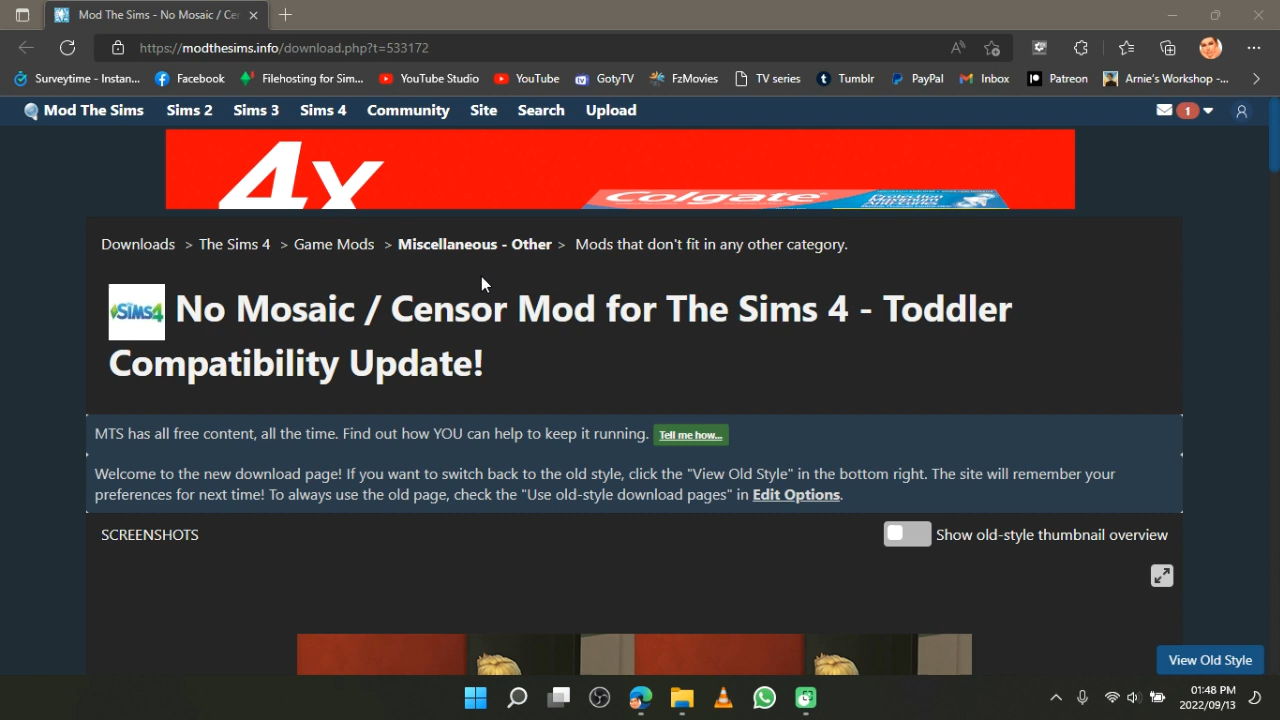 Mod The Sims - No Mosaic / Cen
https://modthesims.info/download.php?t=533172
Surveytime - Instan... Facebook Filehosting for Sim... YouTube Studio YouTube GotyTV FzMovies TV series Tumblr PayPal Inbox Patreon Arnie's Workshop -...
Mod The Sims Sims 2 Sims 3 Sims 4 Community Site Search Upload 1
4x
Colgate
Downloads > The Sims 4 > Game Mods > Miscellaneous - Other > Mods that don't fit in any other category.
SIMS4 No Mosaic / Censor Mod for The Sims 4 - Toddler
Compatibility Update!
MTS has all free content, all the time. Find out how YOU can help to keep it running. Tell me how...
Welcome to the new download page! If you want to switch back to the old style, click the "View Old Style" in the bottom right. The site will remember your
preferences for next time! To always use the old page, check the "Use old-style download pages" in Edit Options.
SCREENSHOTS Show old-style thumbnail overview
View Old Style
01:48 PM
2022/09/13